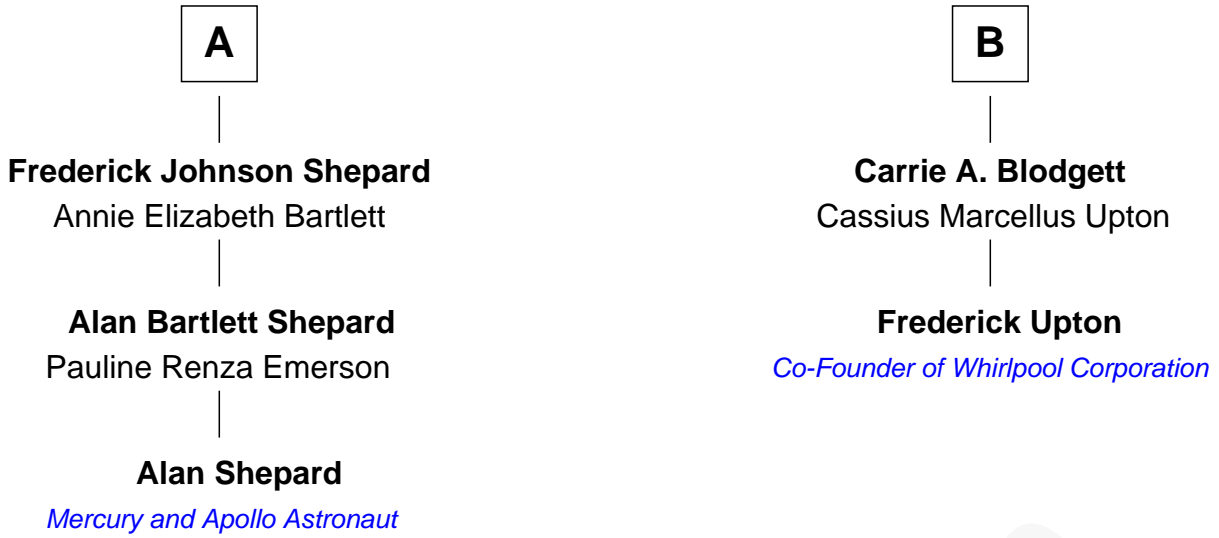 A
Frederick Johnson Shepard
Annie Elizabeth Bartlett
Alan Bartlett Shepard
Pauline Renza Emerson
Alan Shepard
Mercury and Apollo Astronaut
B
Carrie A. Blodgett
Cassius Marcellus Upton
Frederick Upton
Co-Founder of Whirlpool Corporation